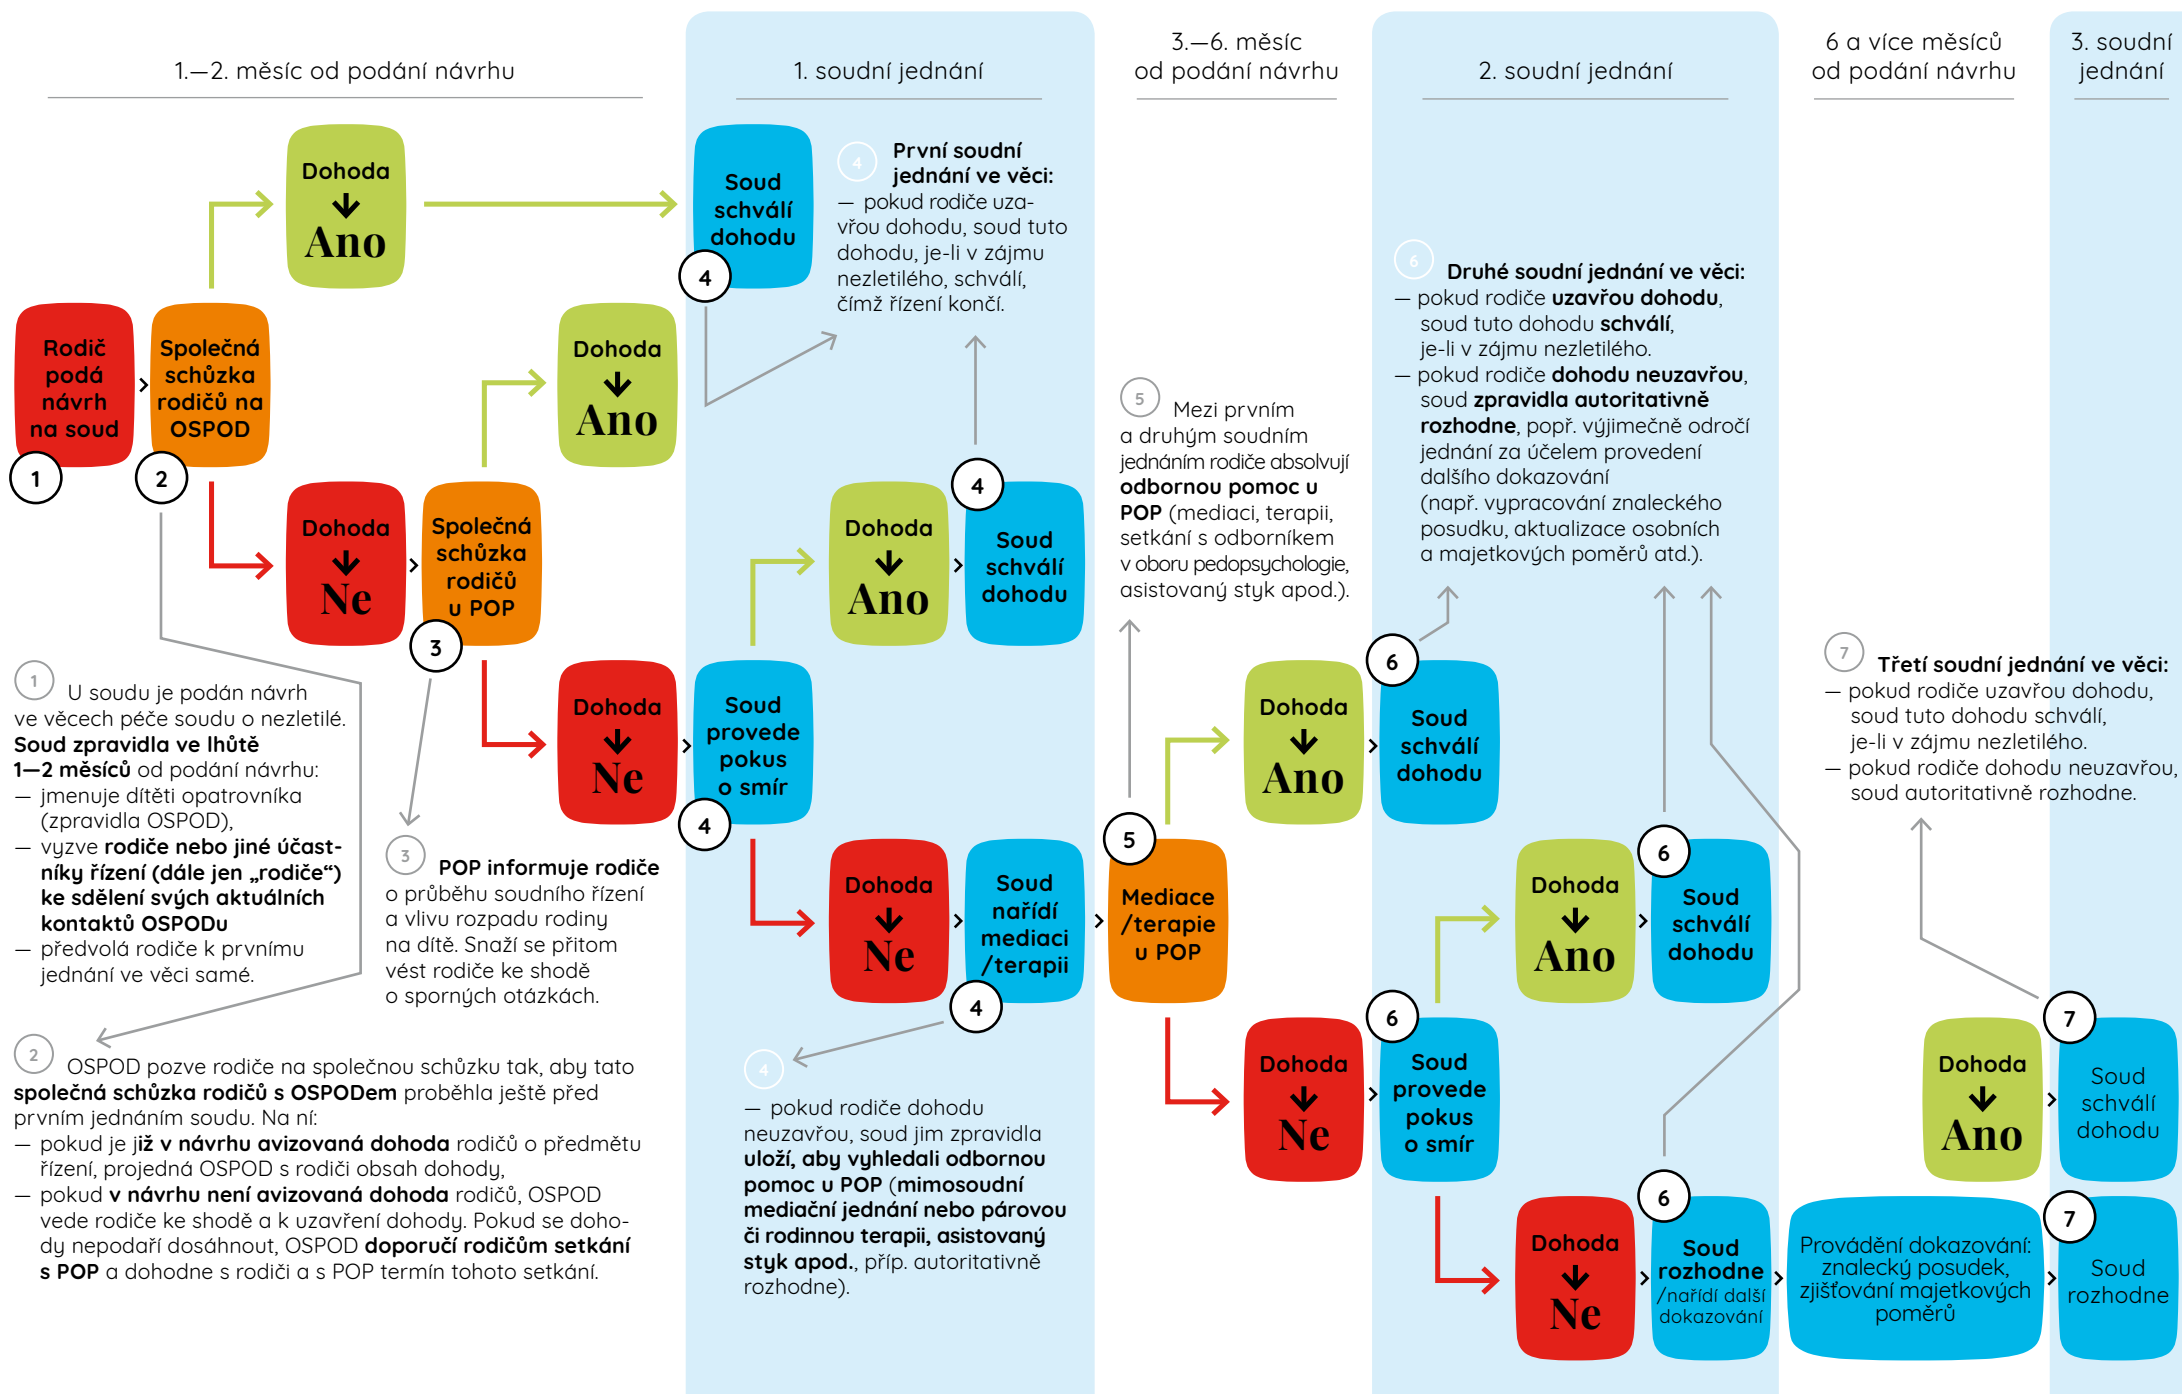 1.—2. měsíc od podání návrhu
1. soudní jednání
3.—6. měsíc
od podání návrhu
2. soudní jednání
6 a více měsíců
od podání návrhu
3. soudní
jednání
Dohoda
Ano
Soud
schválí
dohodu
4
4 První soudní
jednání ve věci:
— pokud rodiče uza-
vřou dohodu, soud tuto
dohodu, je-li v zájmu
nezletilého, schválí,
čímž řízení končí.
Rodič
podá
návrh
na soud
1
Společná
schůzka
rodičů na
OSPOD
2
Dohoda
Ano
Dohoda
Ne
Společná
schůzka
rodičů
u POP
3
Dohoda
Ano
Soud
schválí
dohodu
4
5 Mezi prvním
a druhým soudním
jednáním rodiče absolvují
odbornou pomoc u
POP (mediaci, terapii,
setkání s odborníkem
v oboru pedopsychologie,
asistovaný styk apod.).
6 Druhé soudní jednání ve věci:
— pokud rodiče uzavřou dohodu,
soud tuto dohodu schválí,
je-li v zájmu nezletilého.
— pokud rodiče dohodu neuzavřou,
soud zpravidla autoritativně
rozhodne, popř. výjimečně odročí
jednání za účelem provedení
dalšího dokazování
(např. vypracování znaleckého
posudku, aktualizace osobních
a majetkových poměrů atd.).
1 U soudu je podán návrh
ve věcech péče soudu o nezletilé.
Soud zpravidla ve lhůtě
1—2 měsíců od podání návrhu:
— jmenuje dítěti opatrovníka
(zpravidla OSPOD),
— vyzve rodiče nebo jiné účast-
níky řízení (dále jen „rodiče“)
ke sdělení svých aktuálních
kontaktů OSPODu
— předvolá rodiče k prvnímu
jednání ve věci samé.
Dohoda
Ne
Soud
provede
pokus
o smír
4
Dohoda
Ano
6
Soud
schválí
dohodu
7 Třetí soudní jednání ve věci:
— pokud rodiče uzavřou dohodu,
soud tuto dohodu schválí,
je-li v zájmu nezletilého.
— pokud rodiče dohodu neuzavřou,
soud autoritativně rozhodne.
3 POP informuje rodiče
o průběhu soudního řízení
a vlivu rozpadu rodiny
na dítě. Snaží se přitom
vést rodiče ke shodě
o sporných otázkách.
Dohoda
Ne
Soud
nařídí
mediaci
/terapii
4
5
Mediace
/terapie
u POP
Dohoda
Ano
6
Soud
schválí
dohodu
2 OSPOD pozve rodiče na společnou schůzku tak, aby tato
společná schůzka rodičů s OSPODem proběhla ještě před
prvním jednáním soudu. Na ní:
— pokud je již v návrhu avizovaná dohoda rodičů o předmětu
řízení, projedná OSPOD s rodiči obsah dohody,
— pokud v návrhu není avizovaná dohoda rodičů, OSPOD
vede rodiče ke shodě a k uzavření dohody. Pokud se doho-
dy nepodaří dosáhnout, OSPOD doporučí rodičům setkání
s POP a dohodne s rodiči a s POP termín tohoto setkání.
4
— pokud rodiče dohodu
neuzavřou, soud jim zpravidla
uloží, aby vyhledali odbornou
pomoc u POP (mimosoudní
mediační jednání nebo párovou
či rodinnou terapii, asistovaný
styk apod., příp. autoritativně
rozhodne).
Dohoda
Ne
6
Soud
provede
pokus
o smír
Dohoda
Ano
7
Soud
schválí
dohodu
Dohoda
Ne
6
Soud
rozhodne
/nařídí další
dokazování
Provádění dokazování:
znalecký posudek,
zjišťování majetkových
poměrů
7
Soud
rozhodne